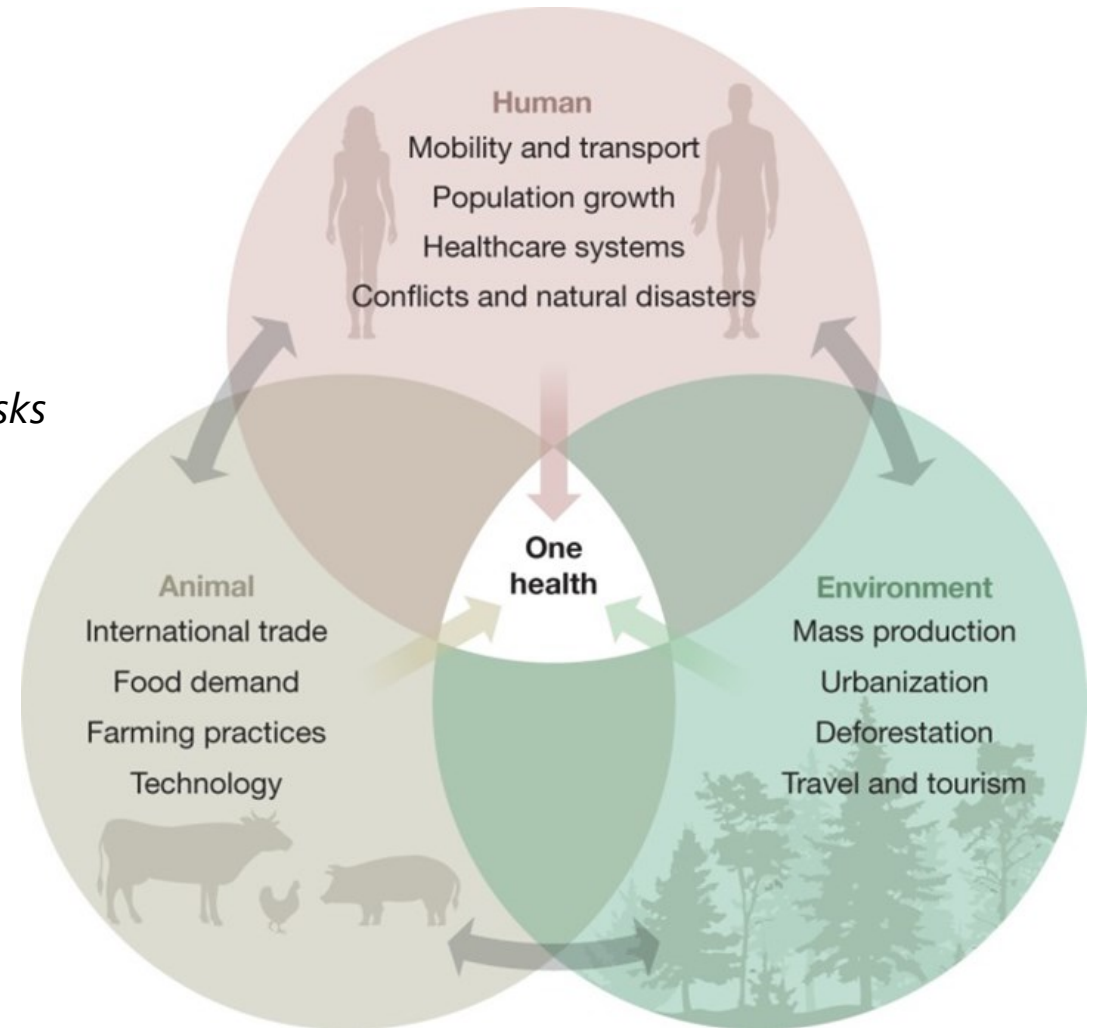 Human
Mobility and transport
Population growth
Healthcare systems
Conflicts and natural disasters
sks
One
health
Animal
International trade
Food demand
Farming practices
Technology
Environment
Mass production
Urbanization
Deforestation
Travel and tourism